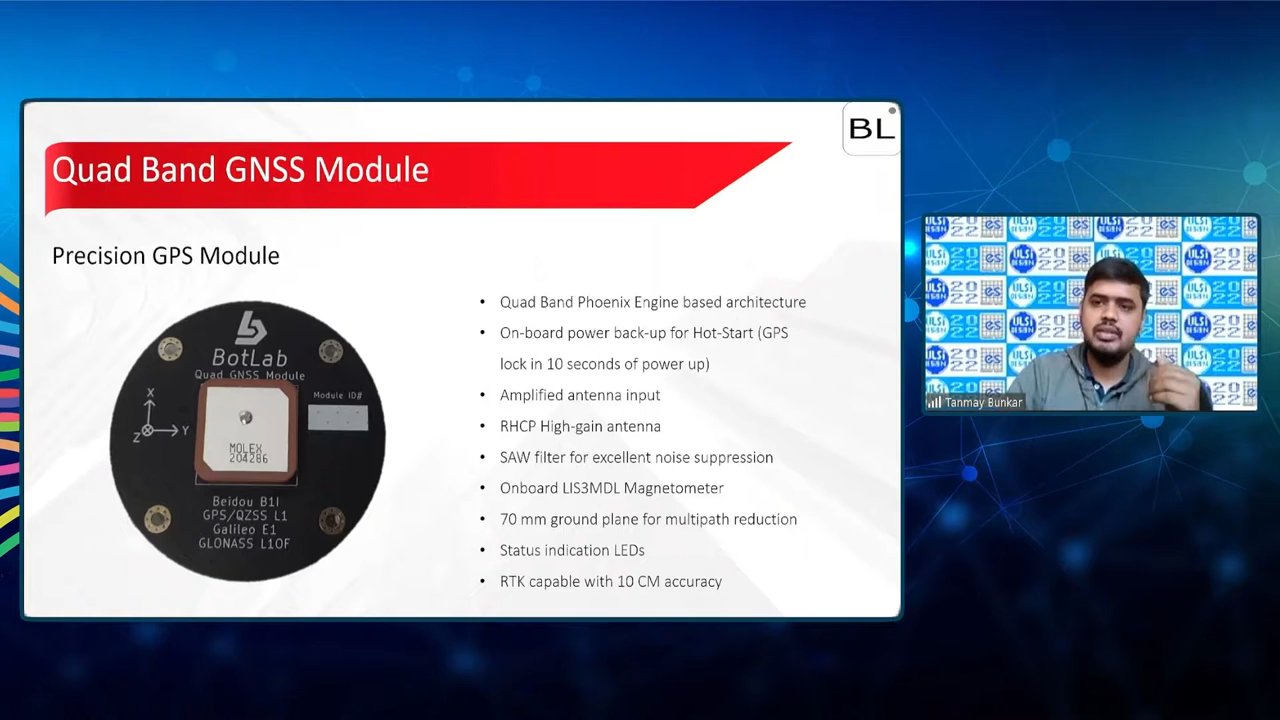 BL
Quad Band GNSS Module
Precision GPS Module
BotLab
Quad GNSS Module
Module ID#
X
Z
Y
MOLEX
204286
Beidou B1I
GPS/QZSS L1
Galileo E1
GLONASS L1OF
• Quad Band Phoenix Engine based architecture
• On-board power back-up for Hot-Start (GPS
lock in 10 seconds of power up)
• Amplified antenna input
• RHCP High-gain antenna
• SAW filter for excellent noise suppression
• Onboard LIS3MDL Magnetometer
• 70 mm ground plane for multipath reduction
• Status indication LEDs
• RTK capable with 10 CM accuracy
VLSI DESIGN 2022 es
Tanmay Bunkar